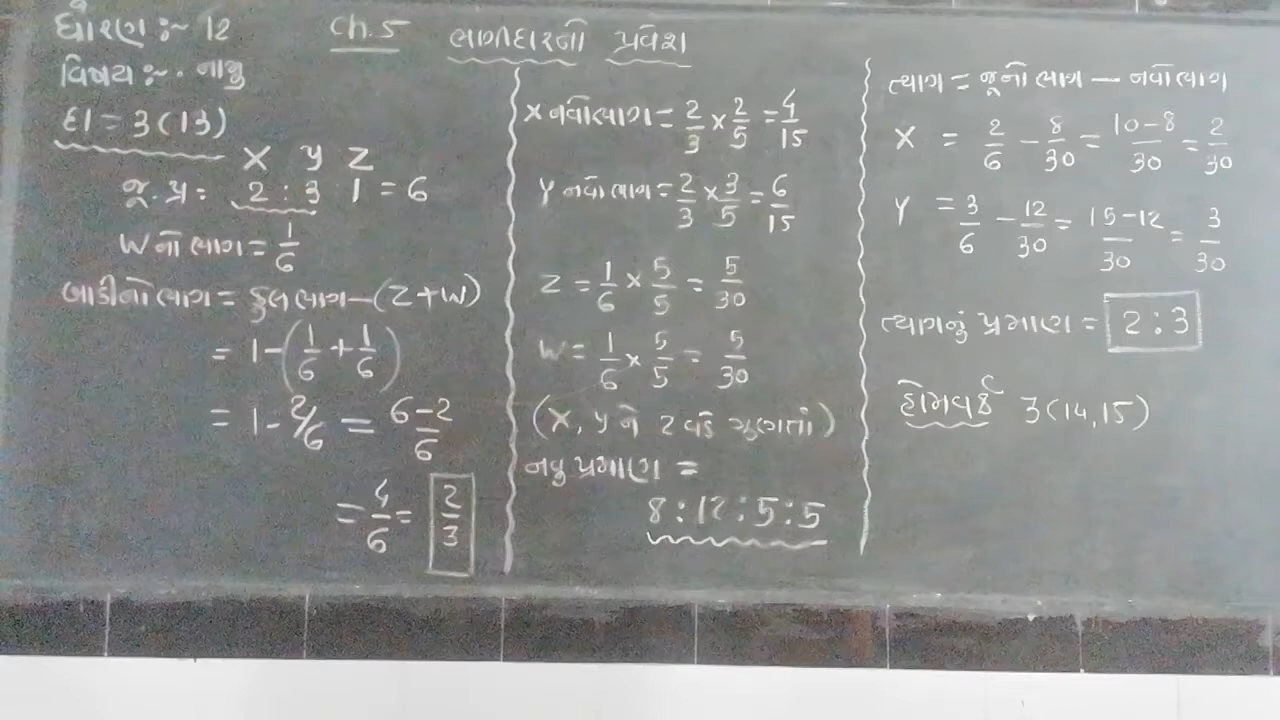 ધોરણ :~ 12
Ch. 5 ભાગીદારનો પ્રવેશ
વિષય :~ . નામુ
દા = 3 (13)
X Y Z
જૂ. પ્ર: 2 : 3 1 = 6
W નો ભાગ = 1/6
બાકીનો ભાગ = કુલ ભાગ - (Z + W)
= 1 - (1/6 + 1/6)
= 1 - 2/6 = 6-2/6
= 4/6 = 2/3
X નવો ભાગ = 2/3 × 2/5 = 4/15
Y નવો ભાગ = 2/3 × 3/5 = 6/15
Z = 1/6 × 5/5 = 5/30
W = 1/6 × 5/5 = 5/30
(X, Y ને 2 વડે ગુણતાં)
નવુ પ્રમાણ =
8 : 12 : 5 : 5
ત્યાગ = જૂનો ભાગ — નવો ભાગ
X = 2/6 - 8/30 = 10-8/30 = 2/30
Y = 3/6 - 12/30 = 15-12/30 = 3/30
ત્યાગનું પ્રમાણ = 2 : 3
હોમવર્ક 3 (14, 15)